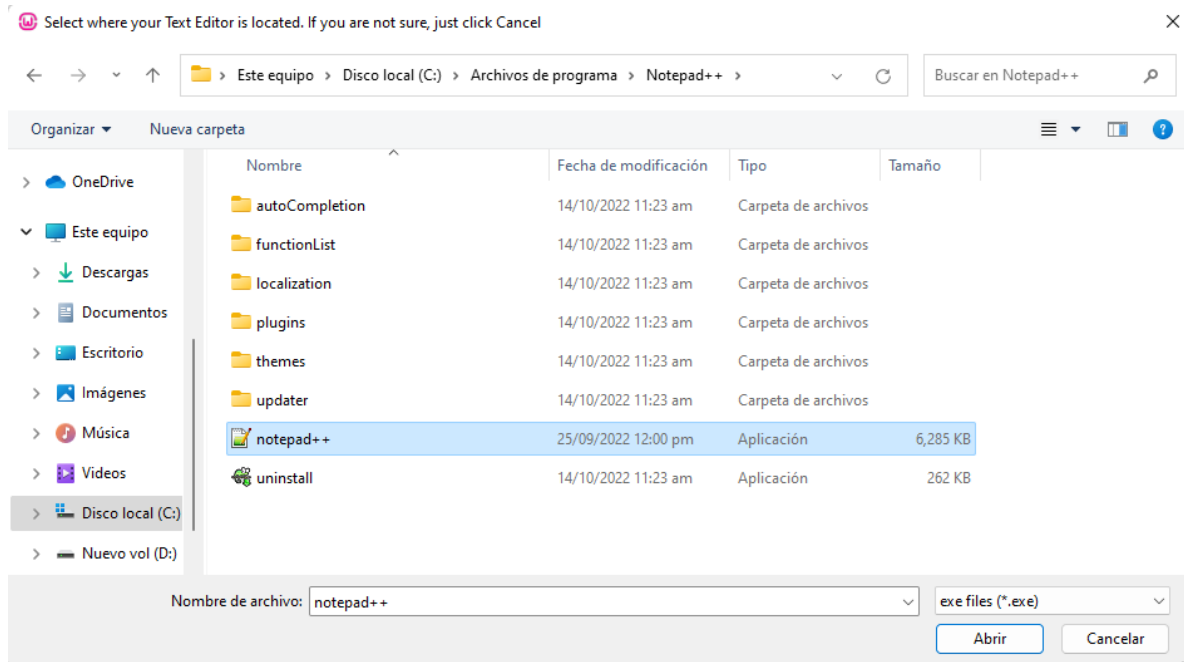 Select where your Text Editor is located. If you are not sure, just click Cancel
Este equipo > Disco local (C:) > Archivos de programa > Notepad++ >
Buscar en Notepad++
Organizar
Nueva carpeta
OneDrive
Este equipo
Descargas
Documentos
Escritorio
Imágenes
Música
Videos
Disco local (C:)
Nuevo vol (D:)
Nombre Fecha de modificación Tipo Tamaño
autoCompletion 14/10/2022 11:23 am Carpeta de archivos
functionList 14/10/2022 11:23 am Carpeta de archivos
localization 14/10/2022 11:23 am Carpeta de archivos
plugins 14/10/2022 11:23 am Carpeta de archivos
themes 14/10/2022 11:23 am Carpeta de archivos
updater 14/10/2022 11:23 am Carpeta de archivos
notepad++ 25/09/2022 12:00 pm Aplicación 6,285 KB
uninstall 14/10/2022 11:23 am Aplicación 262 KB
Nombre de archivo: notepad++
exe files (*.exe)
Abrir
Cancelar